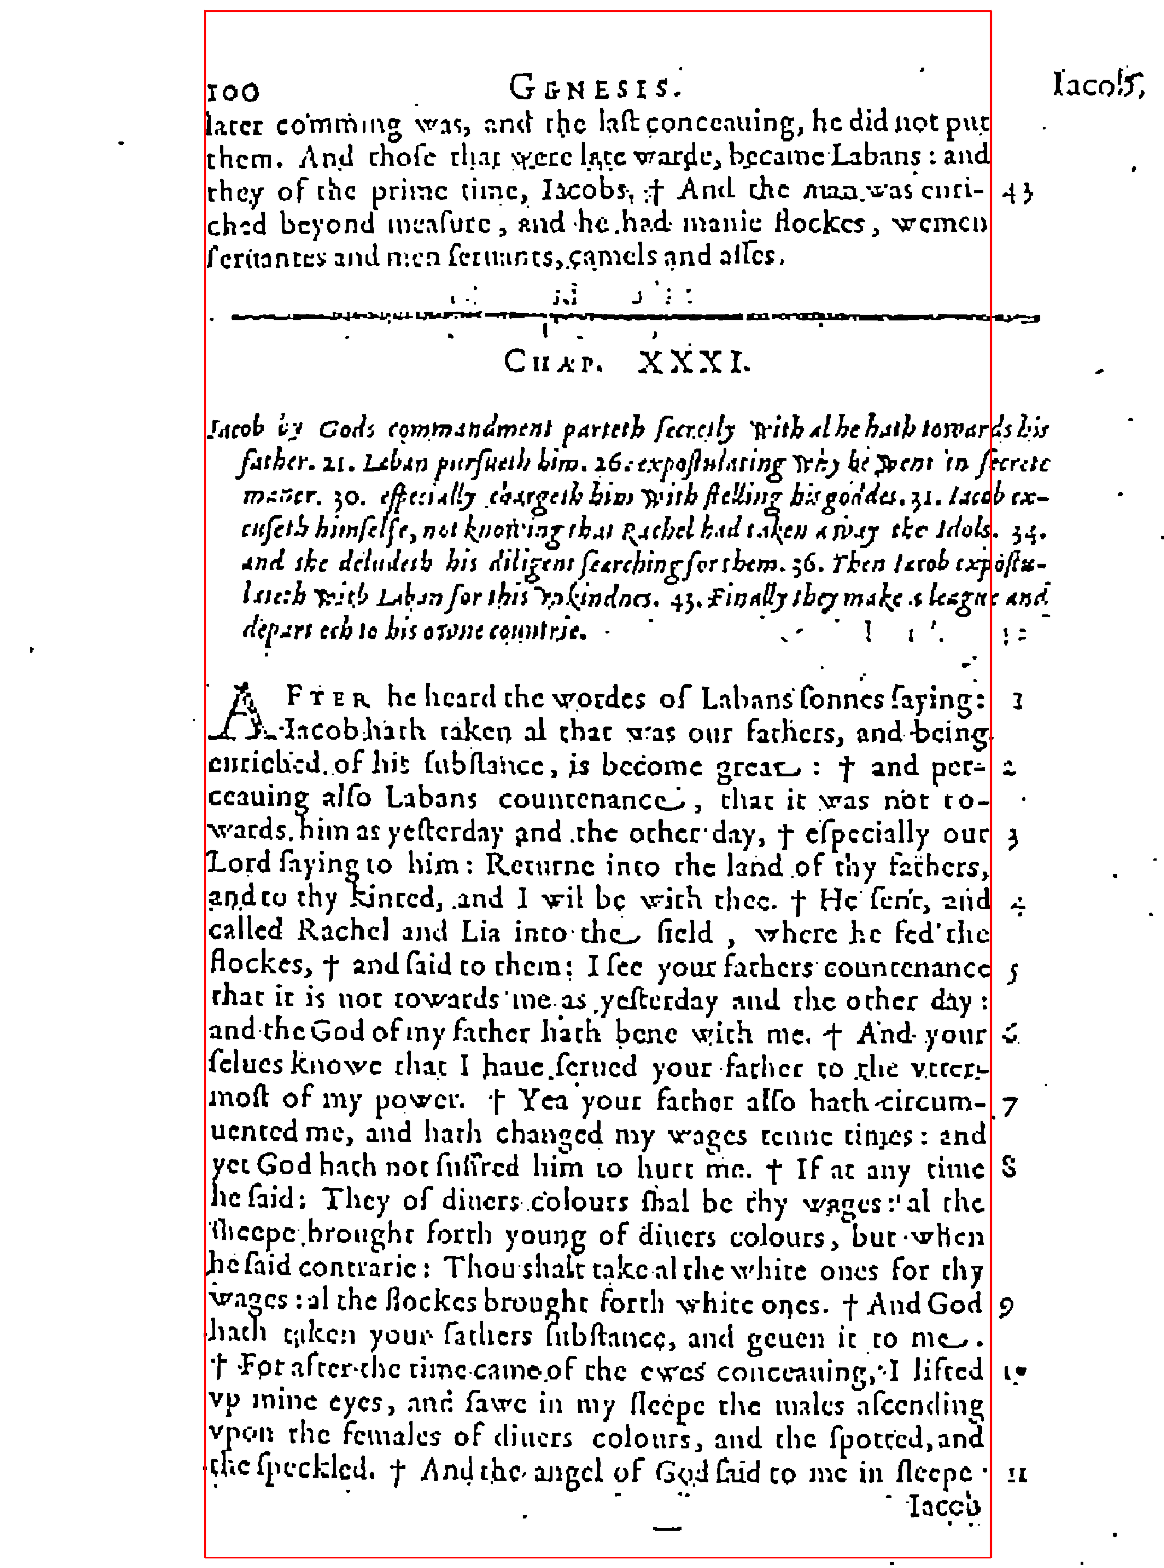 100 GENESIS. Iacob,
later comming was, and the laſt conceauing, he did not put
them. And thoſe that were late warde, became Labans : and
they of the prime time, Iacobs, † And the man was enri- 43
ched beyond meaſure, and he had manie flockes, wemen
ſeruantes and men ſeruants, camels and aſſes.
CHAP. XXXI.
Iacob by Gods commandment parteth ſecretly with al he hath towards his
father. 21. Laban purſueth him. 26. expoſtulating why he went in ſecrete
maner. 30. eſpecially chargeth him with ſtelling his goddes. 31. Iacob ex-
cuſeth himſelfe, not knowing that Rachel had taken away the Idols. 34.
and ſhe deludeth his diligent ſearching for them. 36. Then Iacob expoſtu-
lateth with Laban for this vnkindnes. 43. Finally they make a league and
depart ech to his owne countrie.
AFTER he heard the wordes of Labans ſonnes ſaying: 1
Iacob hath taken al that was our fathers, and being
enriched of his ſubſtance, is become great : † and per- 2
ceauing alſo Labans countenance, that it was not to-
wards him as yeſterday and the other day, † eſpecially our 3
Lord ſaying to him: Returne into the land of thy fathers,
and to thy kinred, and I wil be with thee. † He ſent, and 4
called Rachel and Lia into the field , where he fed the
flockes, † and ſaid to them: I ſee your fathers countenance 5
that it is not towards me as yeſterday and the other day :
and the God of my father hath bene with me. † And your 6
ſelues knowe that I haue ſerued your father to the vtter-
moſt of my power. † Yea your father alſo hath circum- 7
uented me, and hath changed my wages tenne times : and
yet God hath not ſuffred him to hurt me. † If at any time 8
he ſaid: They of diuers colours ſhal be thy wages: al the
ſheepe brought forth young of diuers colours, but when
he ſaid contrarie: Thou shalt take al the white ones for thy
wages : al the flockes brought forth white ones. † And God 9
hath taken your fathers ſubſtance, and geuen it to me.
† For after the time came of the ewes conceauing, I lifted 10
vp mine eyes, and ſawe in my ſleepe the males aſcending
vpon the females of diuers colours, and the ſpotted, and
the ſpeckled. † And the angel of God ſaid to me in ſleepe 11
Iacob